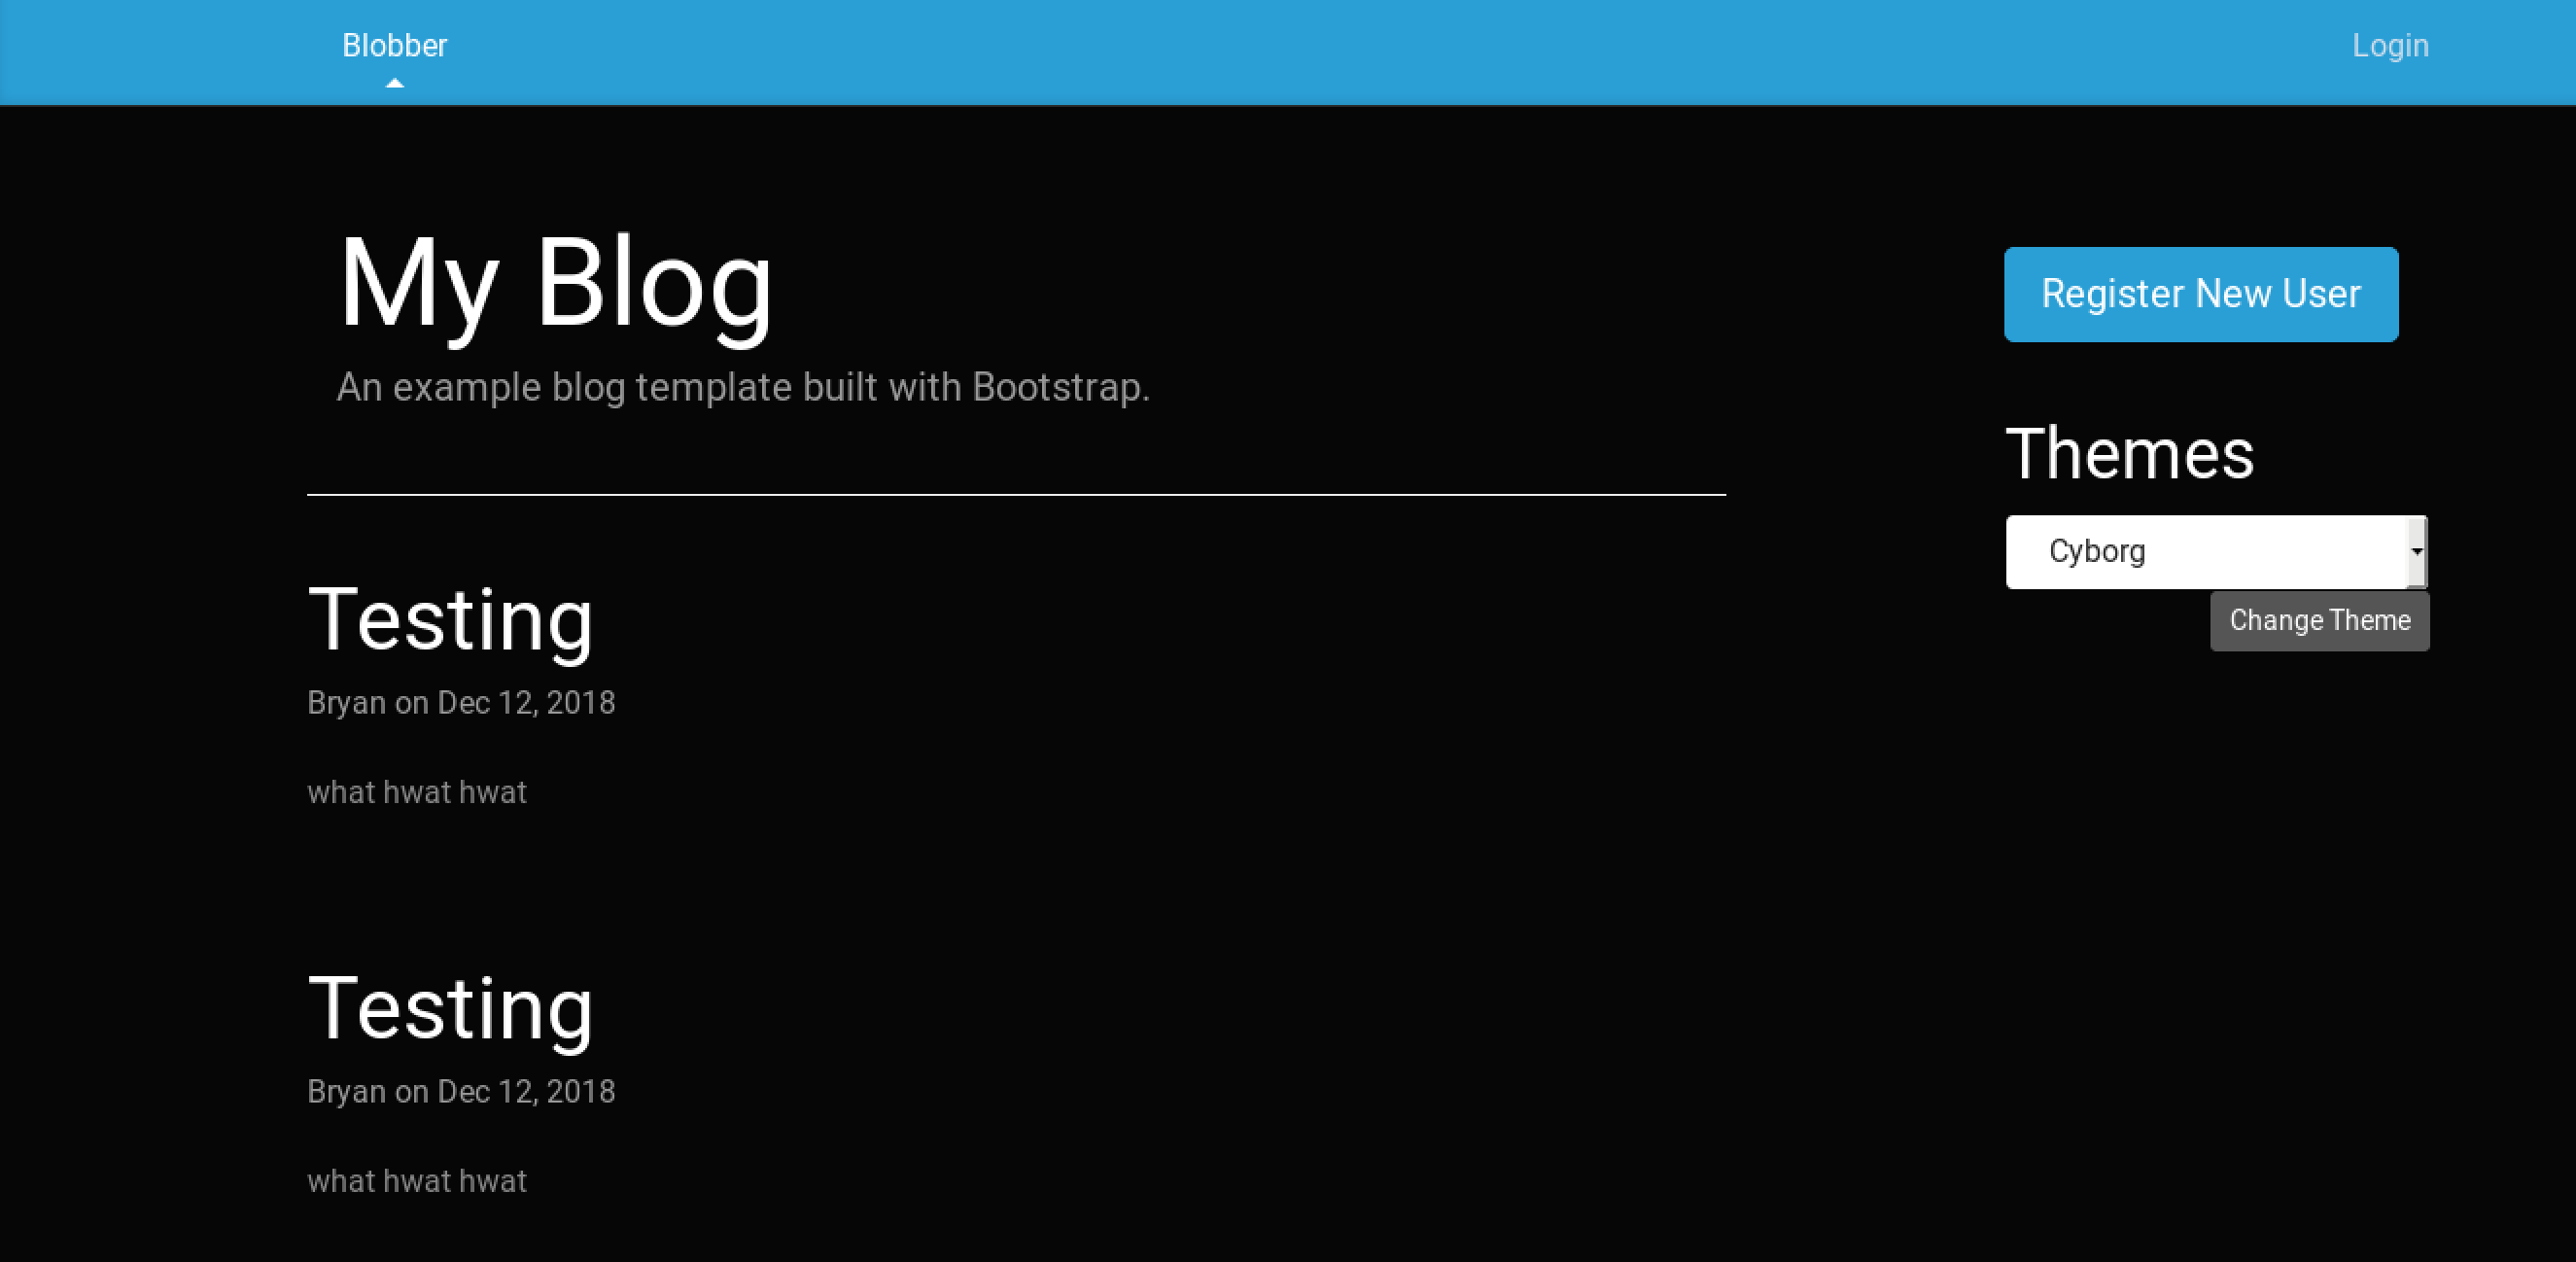 Blobber
Login
My Blog
An example blog template built with Bootstrap.
Register New User
Themes
Cyborg
Change Theme
Testing
Bryan on Dec 12, 2018
what hwat hwat
Testing
Bryan on Dec 12, 2018
what hwat hwat